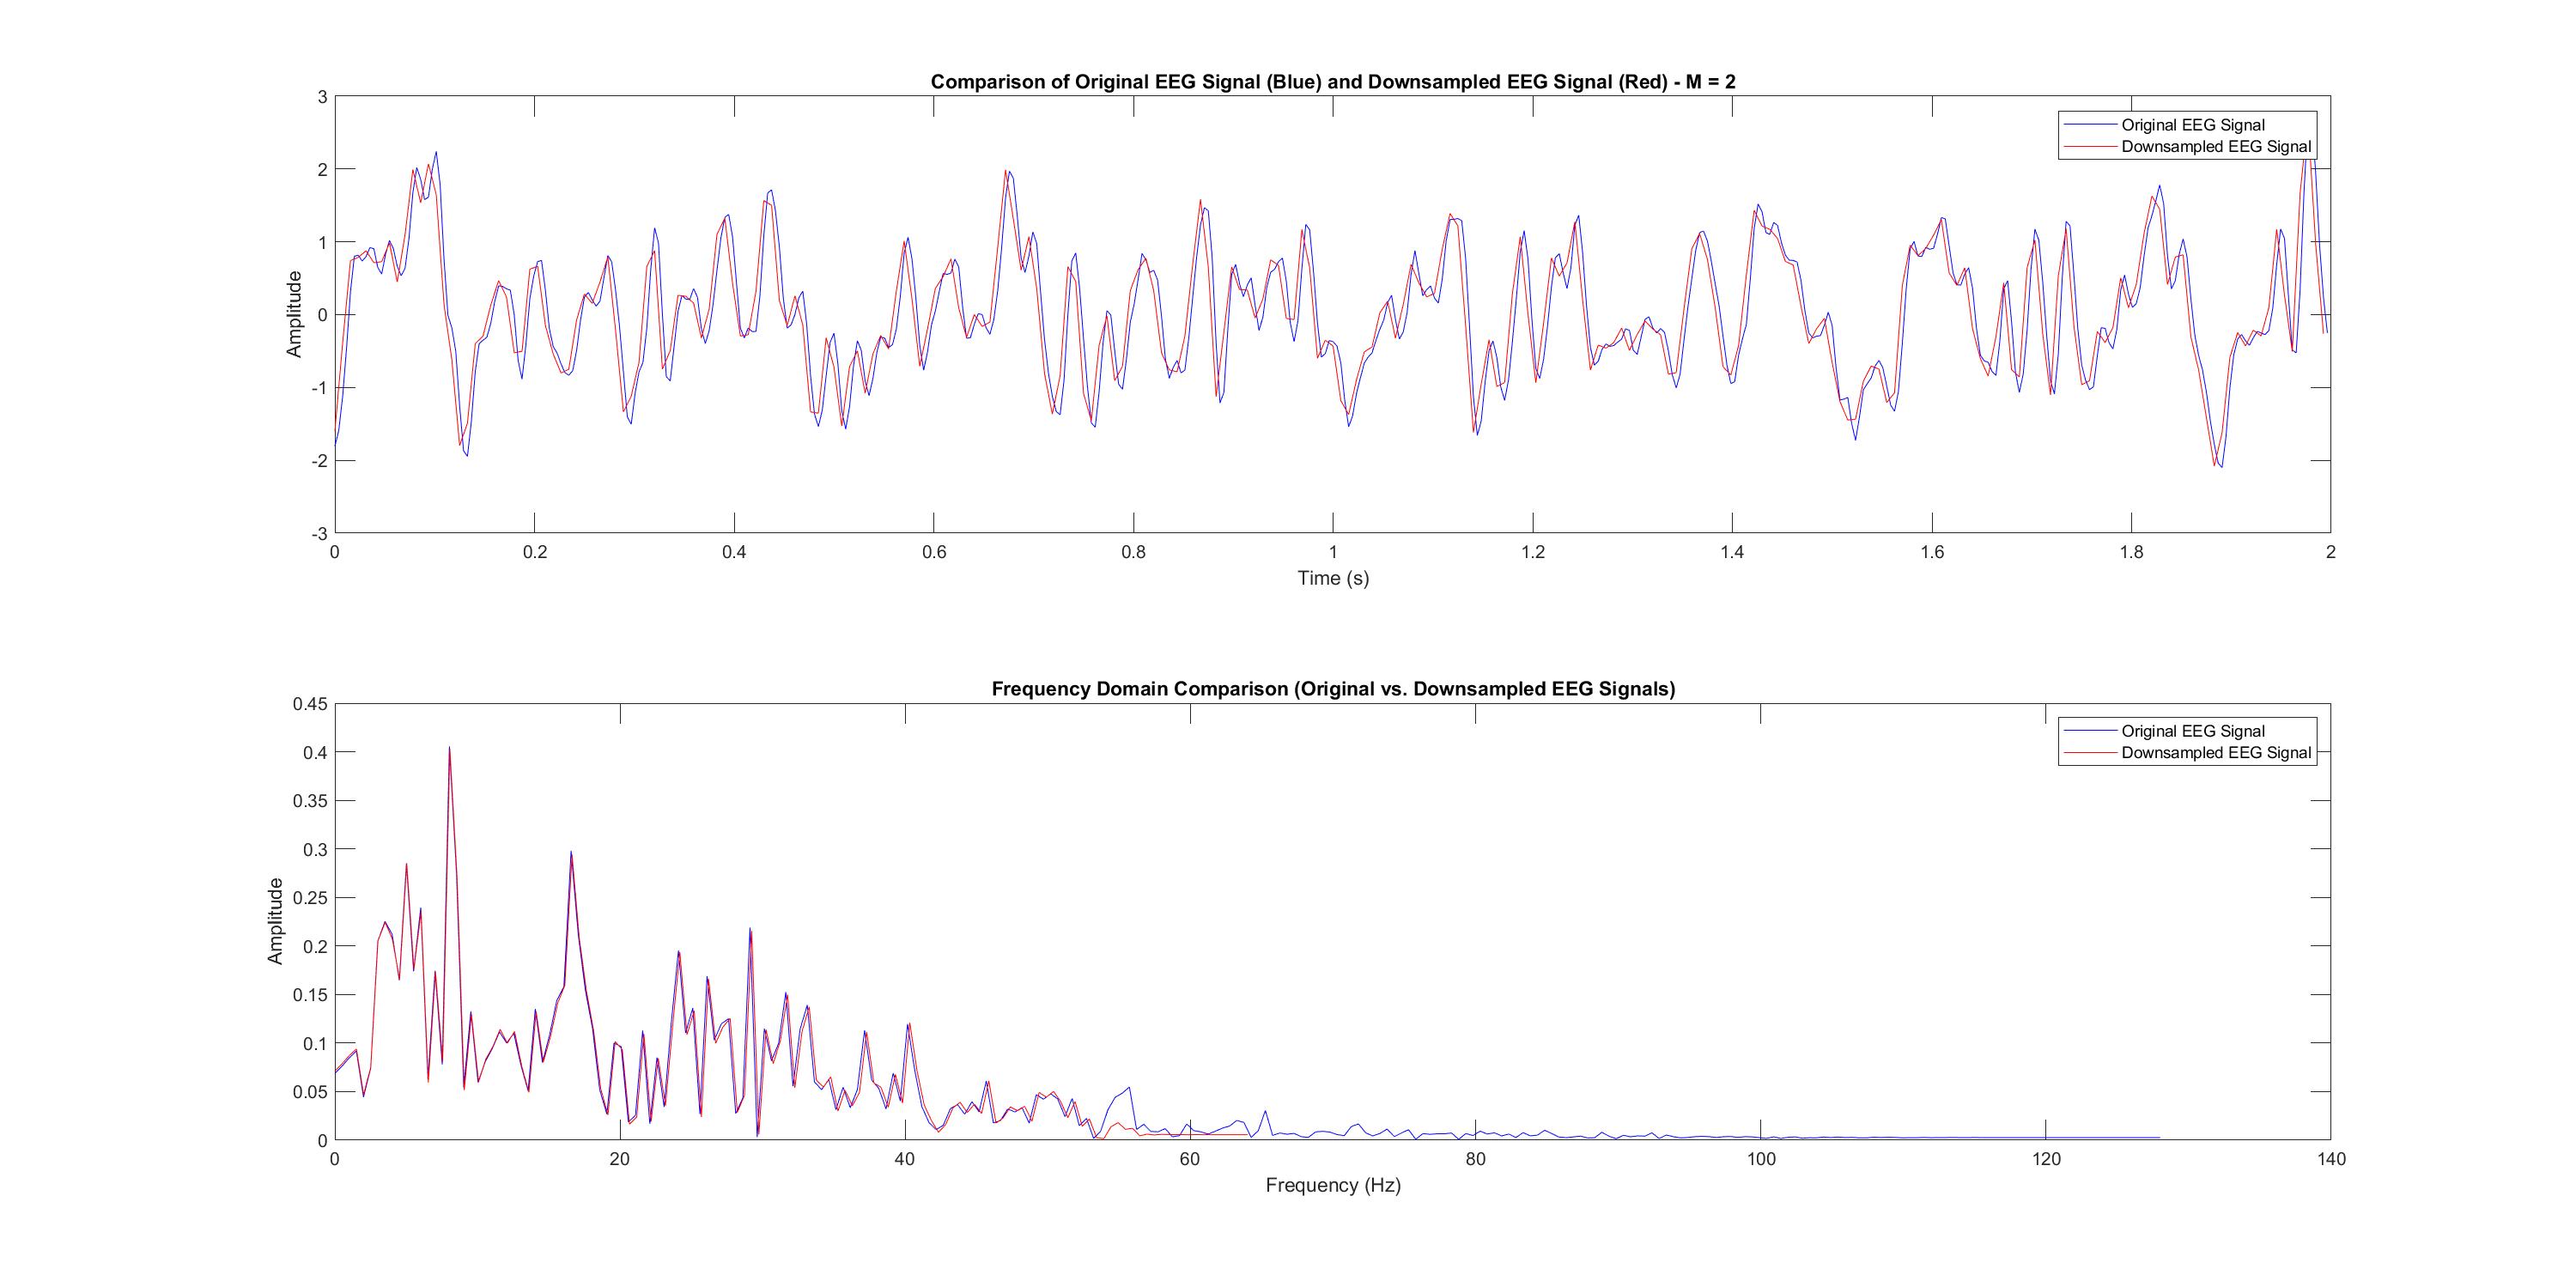 Comparison of Original EEG Signal (Blue) and Downsampled EEG Signal (Red) - M = 2
3
2
1
0
-1
-2
-3
Amplitude
Original EEG Signal
Downsampled EEG Signal
0 0.2 0.4 0.6 0.8 1 1.2 1.4 1.6 1.8 2
Time (s)
Frequency Domain Comparison (Original vs. Downsampled EEG Signals)
0.45
0.4
0.35
0.3
0.25
0.2
0.15
0.1
0.05
0
Amplitude
Original EEG Signal
Downsampled EEG Signal
0 20 40 60 80 100 120 140
Frequency (Hz)